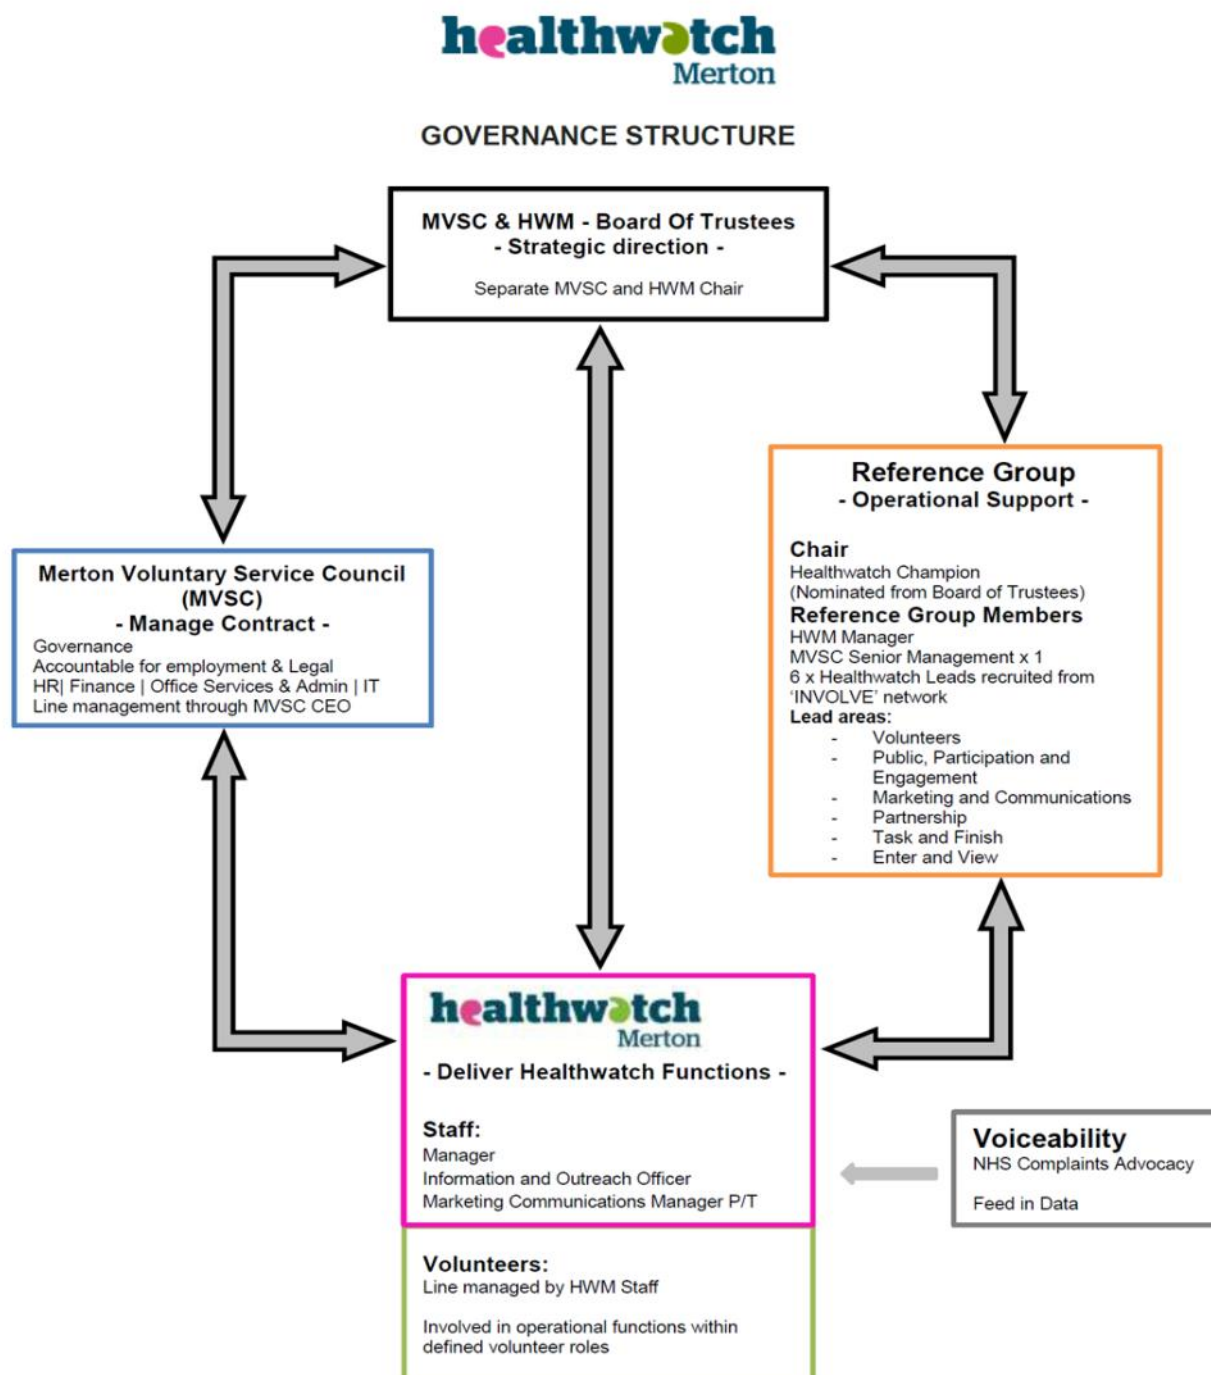 healthwatch
Merton
GOVERNANCE STRUCTURE
MVSC & HWM - Board Of Trustees
- Strategic direction -
Separate MVSC and HWM Chair
Merton Voluntary Service Council
(MVSC)
- Manage Contract -
Governance
Accountable for employment & Legal
HR| Finance | Office Services & Admin | IT
Line management through MVSC CEO
Reference Group
- Operational Support -
Chair
Healthwatch Champion
(Nominated from Board of Trustees)
Reference Group Members
HWM Manager
MVSC Senior Management x 1
6 x Healthwatch Leads recruited from
‘INVOLVE’ network
Lead areas:
- Volunteers
- Public, Participation and
Engagement
- Marketing and Communications
- Partnership
- Task and Finish
- Enter and View
healthwatch
Merton
- Deliver Healthwatch Functions -
Staff:
Manager
Information and Outreach Officer
Marketing Communications Manager P/T
Volunteers:
Line managed by HWM Staff
Involved in operational functions within
defined volunteer roles
Voiceability
NHS Complaints Advocacy
Feed in Data